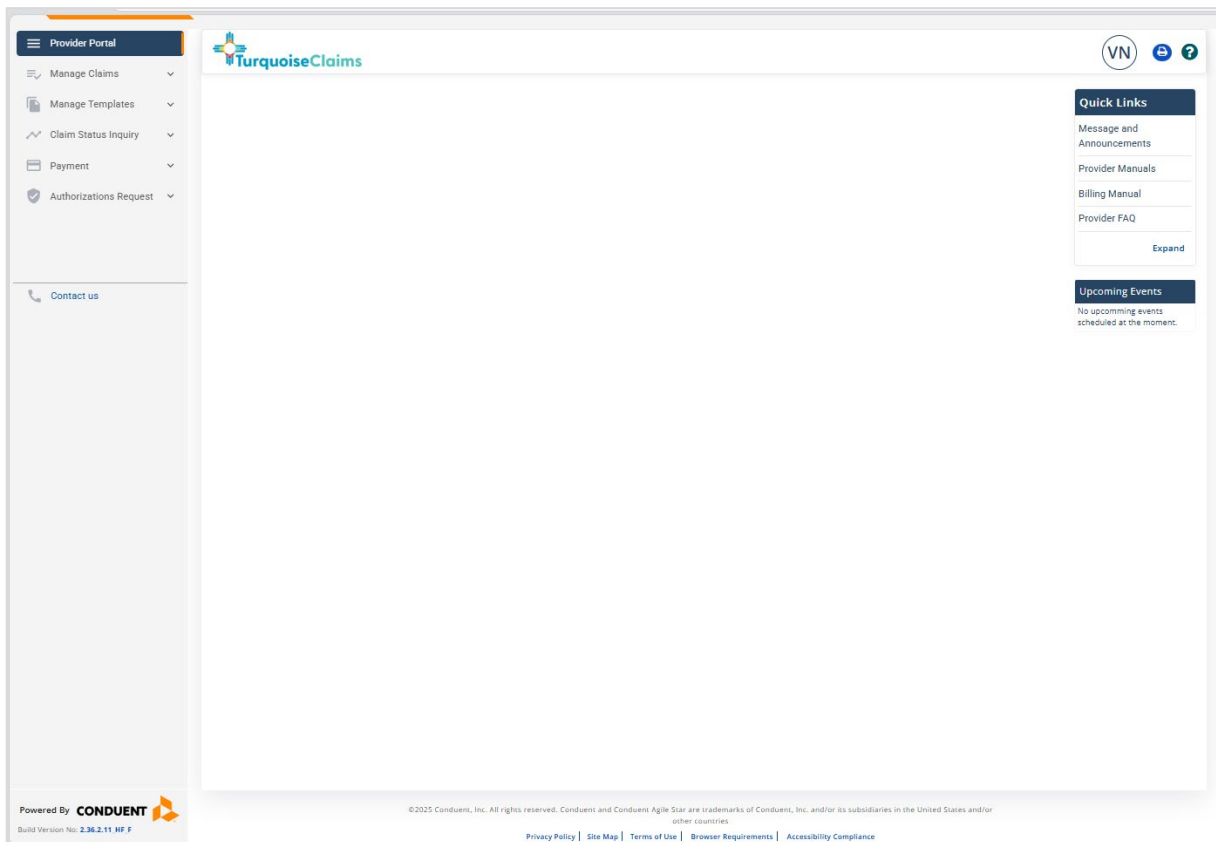 Provider Portal
Manage Claims
Manage Templates
Claim Status Inquiry
Payment
Authorizations Request
Contact us
TurquoiseClaims
VN
?
Quick Links
Message and
Announcements
Provider Manuals
Billing Manual
Provider FAQ
Expand
Upcoming Events
No upcomming events
scheduled at the moment.
Powered By CONDUENT
Build Version No: 2.36.2.11_HF_F
©2025 Conduent, Inc. All rights reserved. Conduent and Conduent Agile Star are trademarks of Conduent, Inc. and/or its subsidiaries in the United States and/or
other countries
Privacy Policy | Site Map | Terms of Use | Browser Requirements | Accessibility Compliance